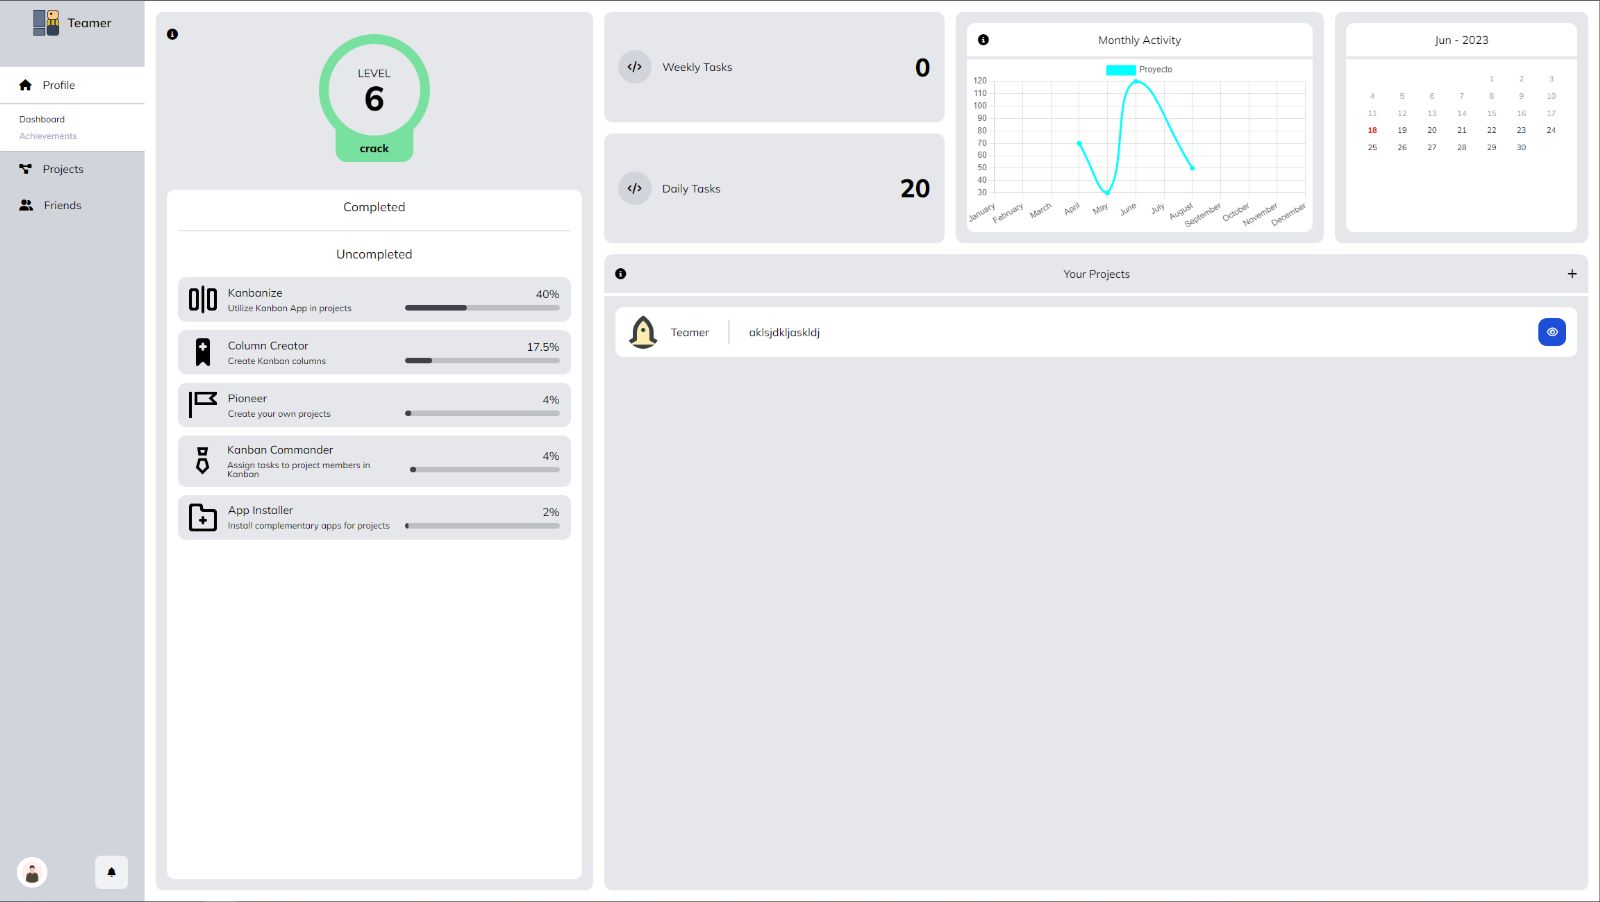 Teamer
Profile
Dashboard
Achievements
Projects
Friends
LEVEL
6
crack
Completed
Uncompleted
Kanbanize
Utilize Kanban App in projects
40%
Column Creator
Create Kanban columns
17.5%
Pioneer
Create your own projects
4%
Kanban Commander
Assign tasks to project members in
Kanban
4%
App Installer
Install complementary apps for projects
2%
Weekly Tasks
0
Daily Tasks
20
Monthly Activity
Proyecto
120
110
100
90
80
70
60
50
40
30
January
February
March
April
May
June
July
August
September
October
November
December
Jun - 2023
1 2 3
4 5 6 7 8 9 10
11 12 13 14 15 16 17
18 19 20 21 22 23 24
25 26 27 28 29 30
Your Projects
+
Teamer
aklsjdkljaskldj